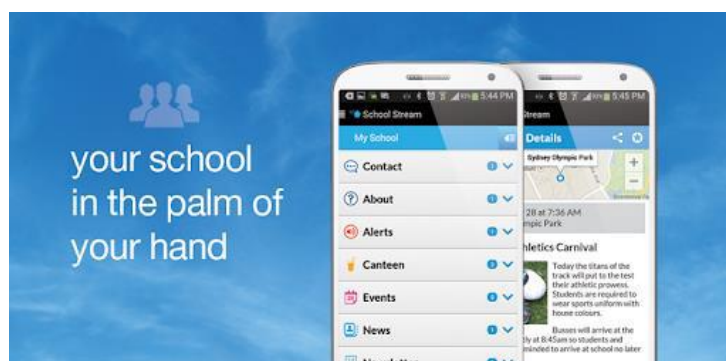 your school
in the palm of
your hand
5:44 PM
School Stream
My School
Contact
About
Alerts
Canteen
Events
News
5:45 PM
Stream
Details
Sydney Olympic Park
+
−
28 at 7:36 AM
mpic Park
hletics Carnival
Today the titans of the
track will put to the test
their athletic prowess.
Students are required to
wear sports uniform with
house colours.
Busses will arrive at the
ly at 8:45am so students and
minded to arrive at school no later